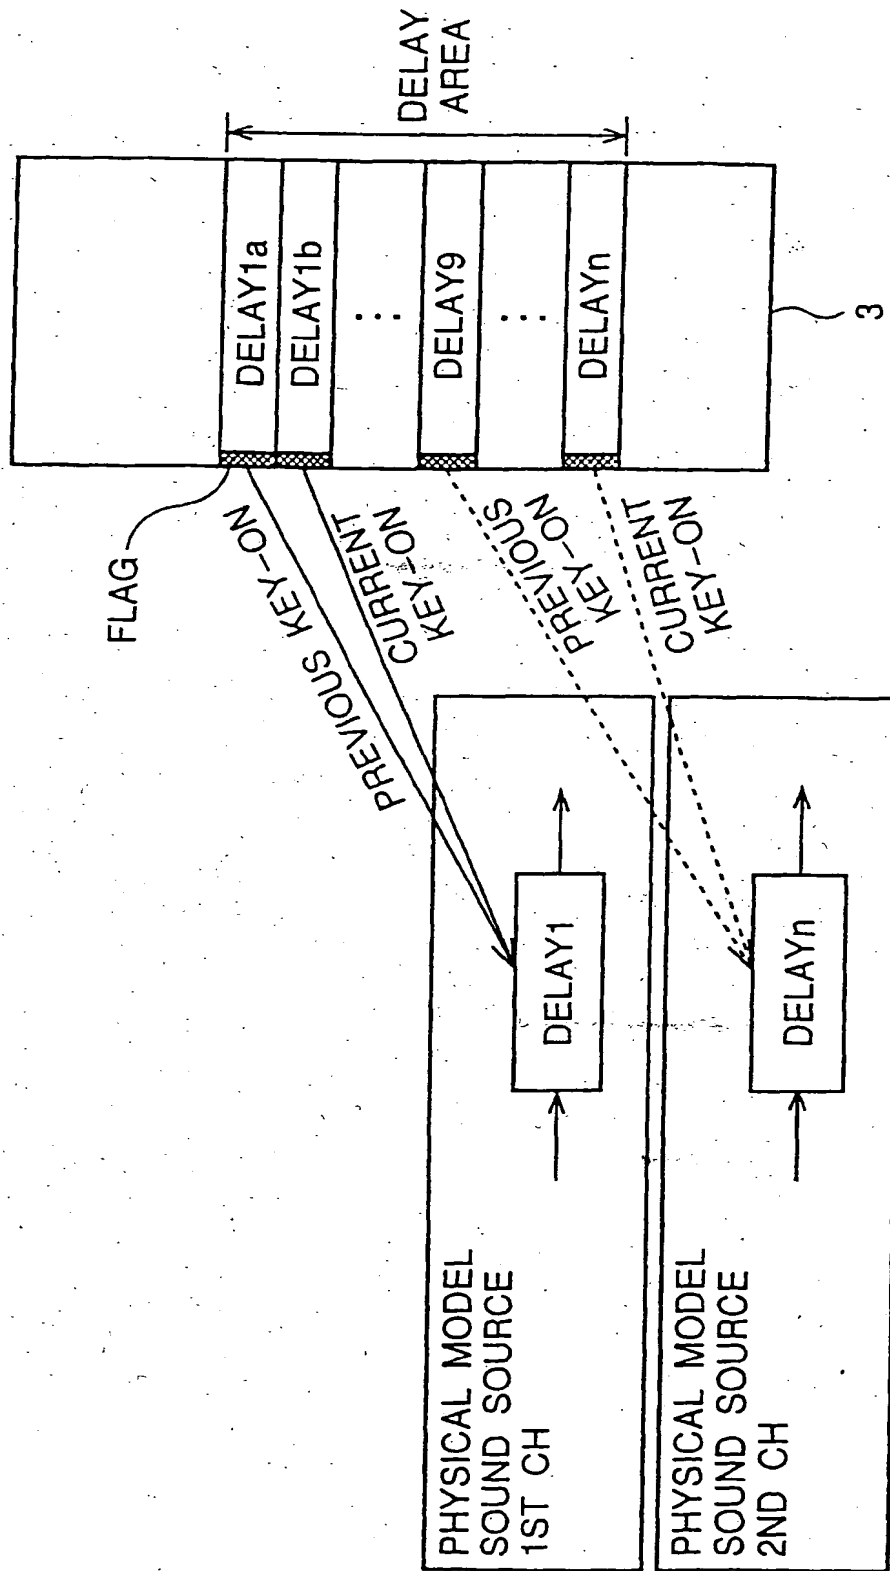 FLAG
DELAY1a
DELAY1b
...
DELAY9
...
DELAYn
DELAY
AREA
3
PREVIOUS KEY-ON
CURRENT
KEY-ON
PREVIOUS
KEY-ON
CURRENT
KEY-ON
PHYSICAL MODEL
SOUND SOURCE
1ST CH
DELAY1
PHYSICAL MODEL
SOUND SOURCE
2ND CH
DELAYn